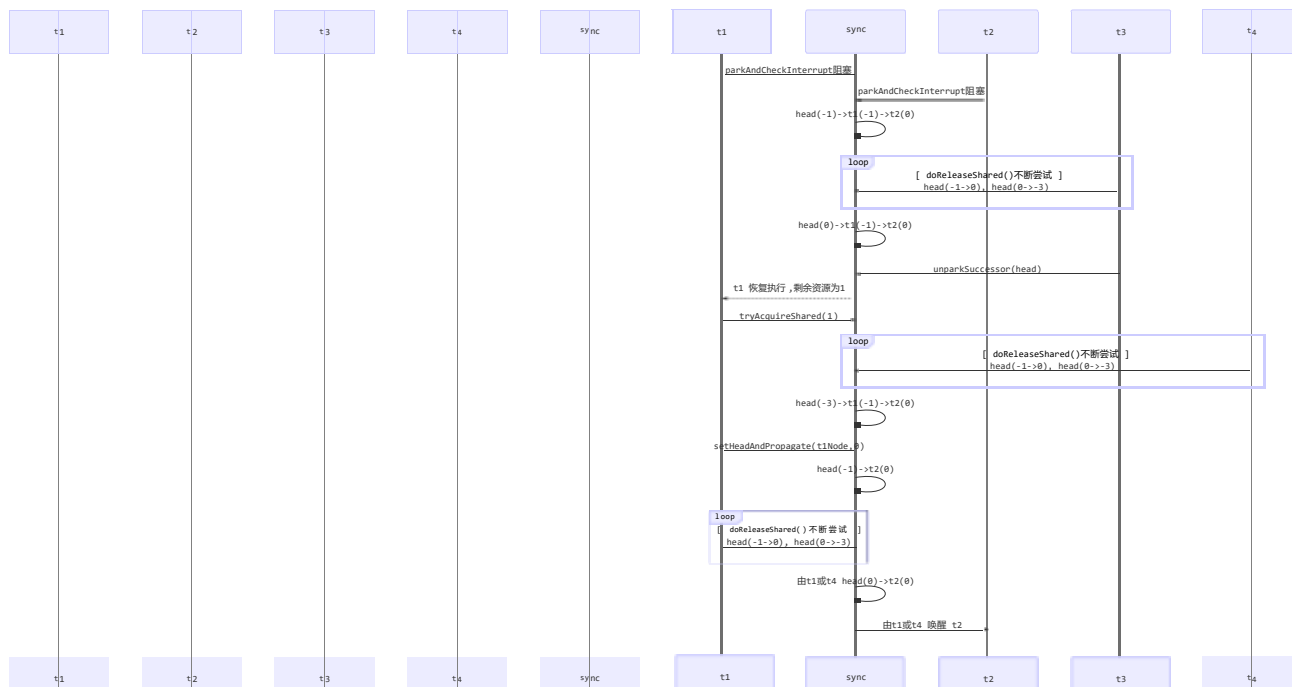 t1 t2 t3 t4 sync t1 sync t2 t3 t4
parkAndCheckInterrupt阻塞
parkAndCheckInterrupt阻塞
head(-1)->t1(-1)->t2(0)
loop
[ doReleaseShared()不断尝试 ]
head(-1->0), head(0->-3)
head(0)->t1(-1)->t2(0)
unparkSuccessor(head)
t1 恢复执行,剩余资源为1
tryAcquireShared(1)
loop
[ doReleaseShared()不断尝试 ]
head(-1->0), head(0->-3)
head(-3)->t1(-1)->t2(0)
setHeadAndPropagate(t1Node,0)
head(-1)->t2(0)
loop
[ doReleaseShared()不断尝试 ]
head(-1->0), head(0->-3)
由t1或t4 head(0)->t2(0)
由t1或t4 唤醒 t2
t1 t2 t3 t4 sync t1 sync t2 t3 t4